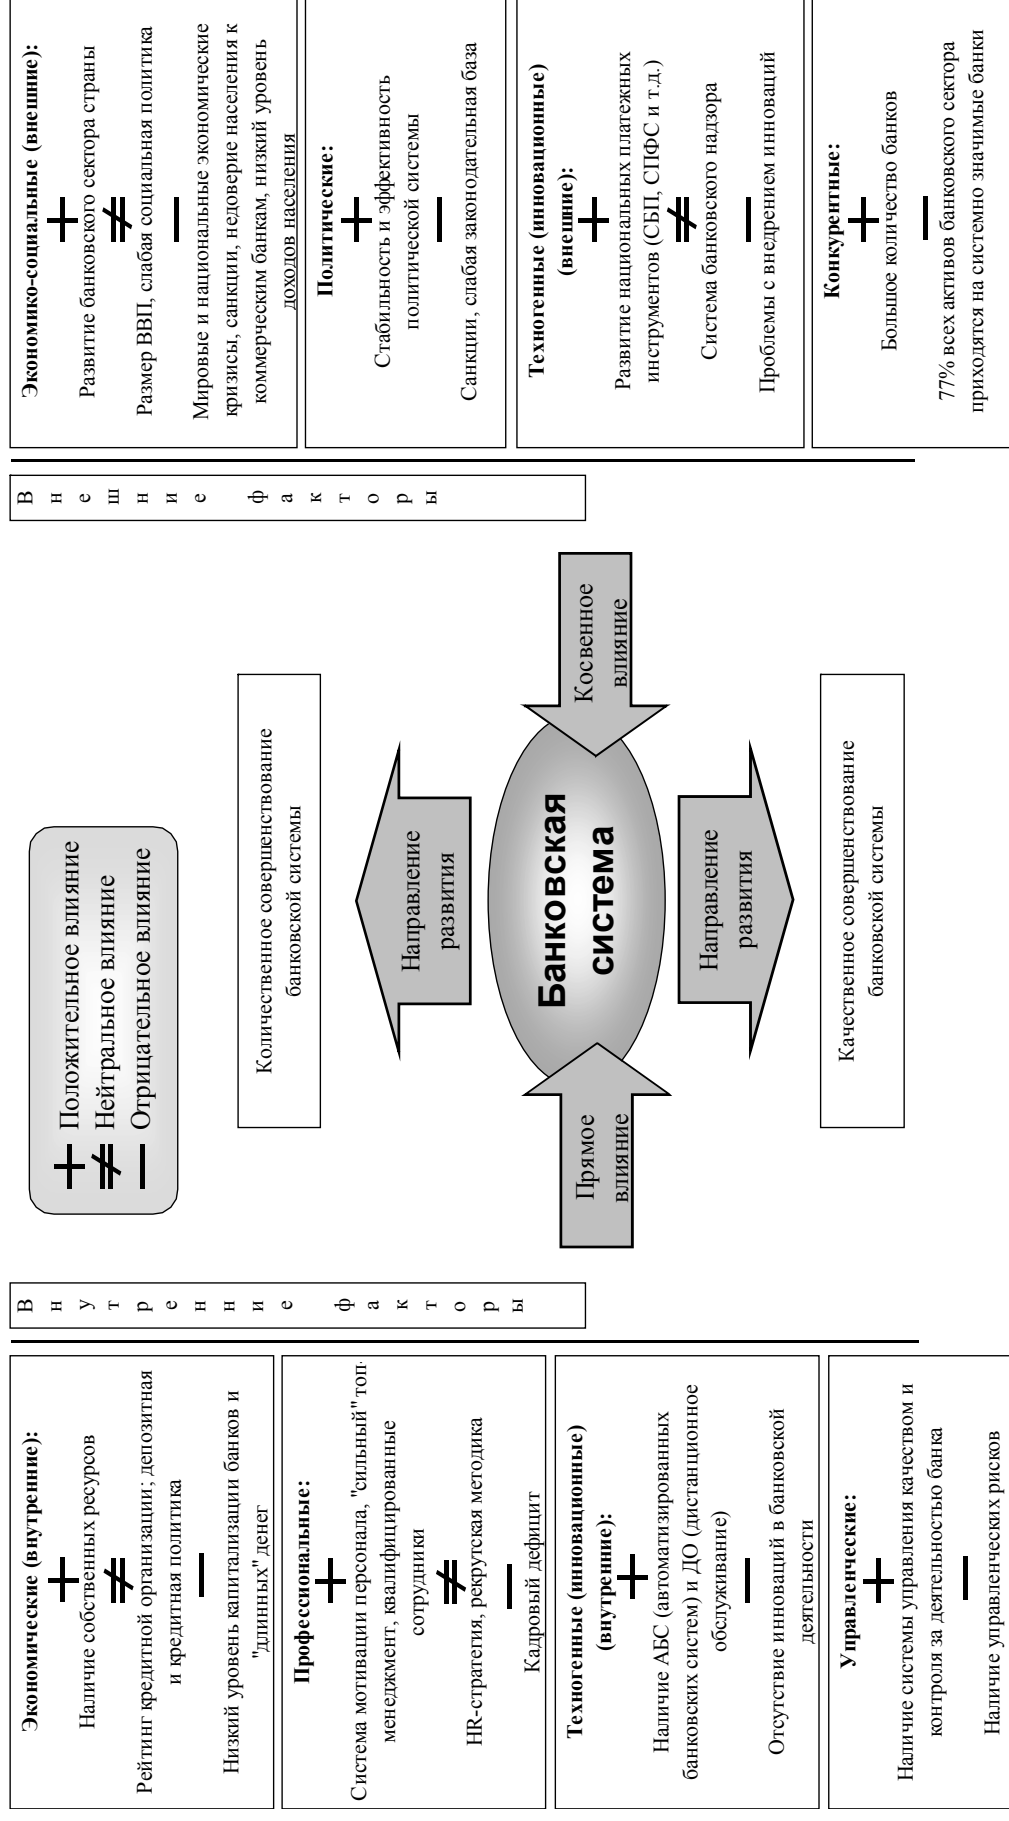 Экономические (внутренние):
Наличие собственных ресурсов
Рейтинг кредитной организации; депозитная
и кредитная политика
Низкий уровень капитализации банков и
"длинных" денег
Профессиональные:
Система мотивации персонала, "сильный" топ-
менеджмент, квалифицированные
сотрудники
HR-стратегия, рекрутская методика
Кадровый дефицит
Техногенные (инновационные)
(внутренние):
Наличие АБС (автоматизированных
банковских систем) и ДО (дистанционное
обслуживание)
Отсутствие инноваций в банковской
деятельности
Управленческие:
Наличие системы управления качеством и
контроля за деятельностью банка
Наличие управленческих рисков
Внутренние факторы
Положительное влияние
Нейтральное влияние
Отрицательное влияние
Количественное совершенствование
банковской системы
Направление
развития
Прямое
влияние
Банковская
система
Косвенное
влияние
Направление
развития
Качественное совершенствование
банковской системы
Внешние факторы
Экономико-социальные (внешние):
Развитие банковского сектора страны
Размер ВВП, слабая социальная политика
Мировые и национальные экономические
кризисы, санкции, недоверие населения к
коммерческим банкам, низкий уровень
доходов населения
Политические:
Стабильность и эффективность
политической системы
Санкции, слабая законодательная база
Техногенные (инновационные)
(внешние):
Развитие национальных платежных
инструментов (СБП, СПФС и т.д.)
Система банковского надзора
Проблемы с внедрением инноваций
Конкурентные:
Большое количество банков
77% всех активов банковского сектора
приходятся на системно значимые банки